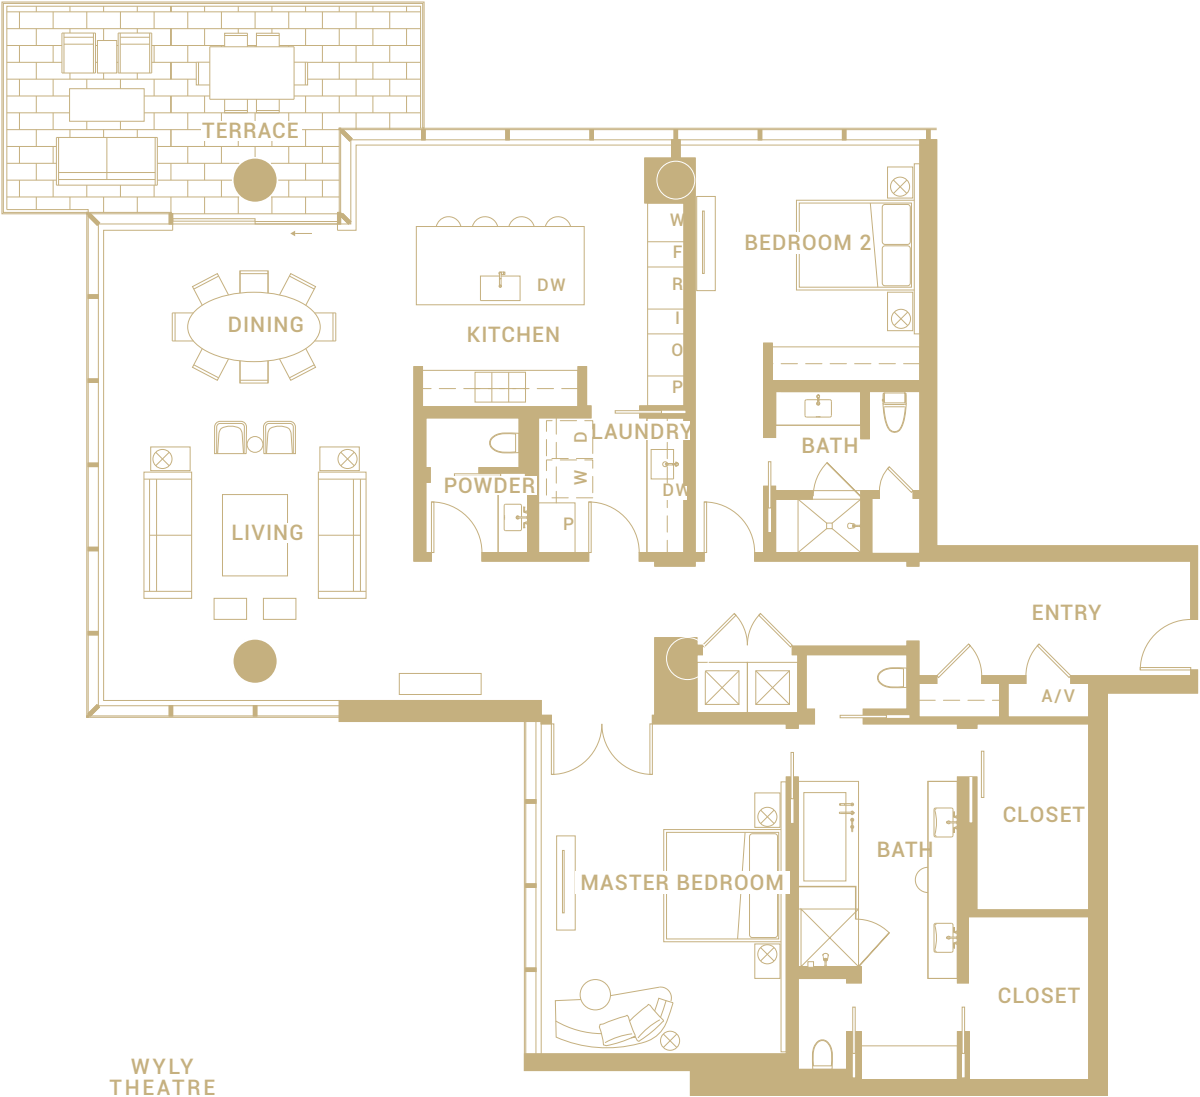 TERRACE
W
BEDROOM 2
F
R
DW
I
DINING
KITCHEN
O
P
LAUNDRY
D
BATH
W
POWDER
DW
P
LIVING
ENTRY
A/V
CLOSET
BATH
MASTER BEDROOM
CLOSET
WYLY
THEATRE